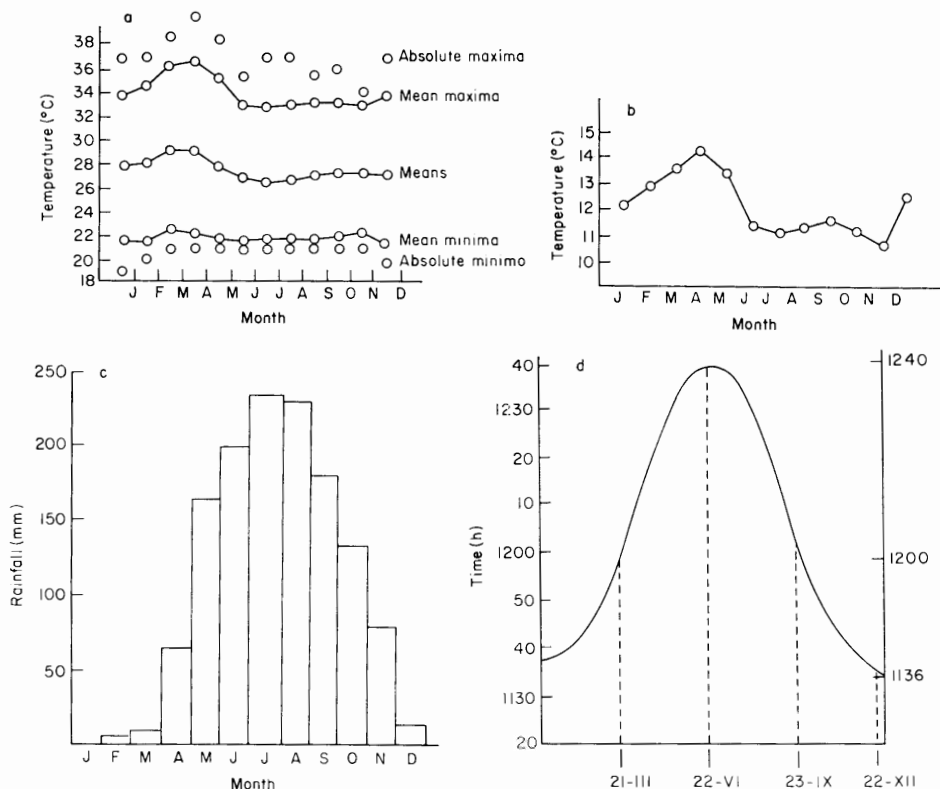 a
Temperature (°C)
38
36
34
32
30
28
26
24
22
20
18
Absolute maxima
Mean maxima
Means
Mean minima
Absolute minima
J F M A M J J A S O N D
Month
b
Temperature (°C)
15
14
13
12
11
10
J F M A M J J A S O N D
Month
c
Rainfall (mm)
250
200
150
100
50
J F M A M J J A S O N D
Month
d
Time (h)
40
1230
20
10
1200
50
40
1130
20
1240
1200
1136
21-III 22-VI 23-IX 22-XII